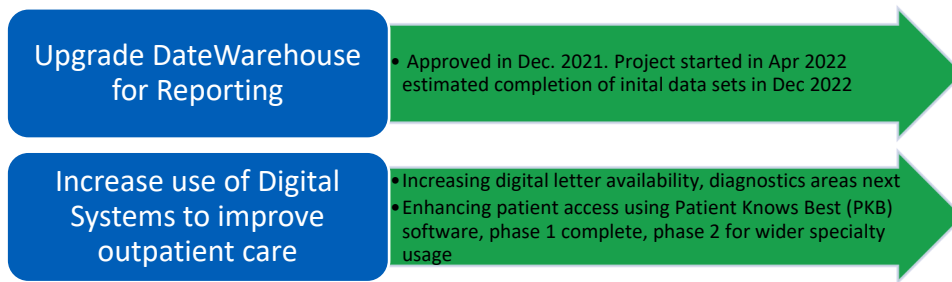 Upgrade DateWarehouse
for Reporting
• Approved in Dec. 2021. Project started in Apr 2022
estimated completion of inital data sets in Dec 2022
Increase use of Digital
Systems to improve
outpatient care
•Increasing digital letter availability, diagnostics areas next
•Enhancing patient access using Patient Knows Best (PKB)
software, phase 1 complete, phase 2 for wider specialty
usage